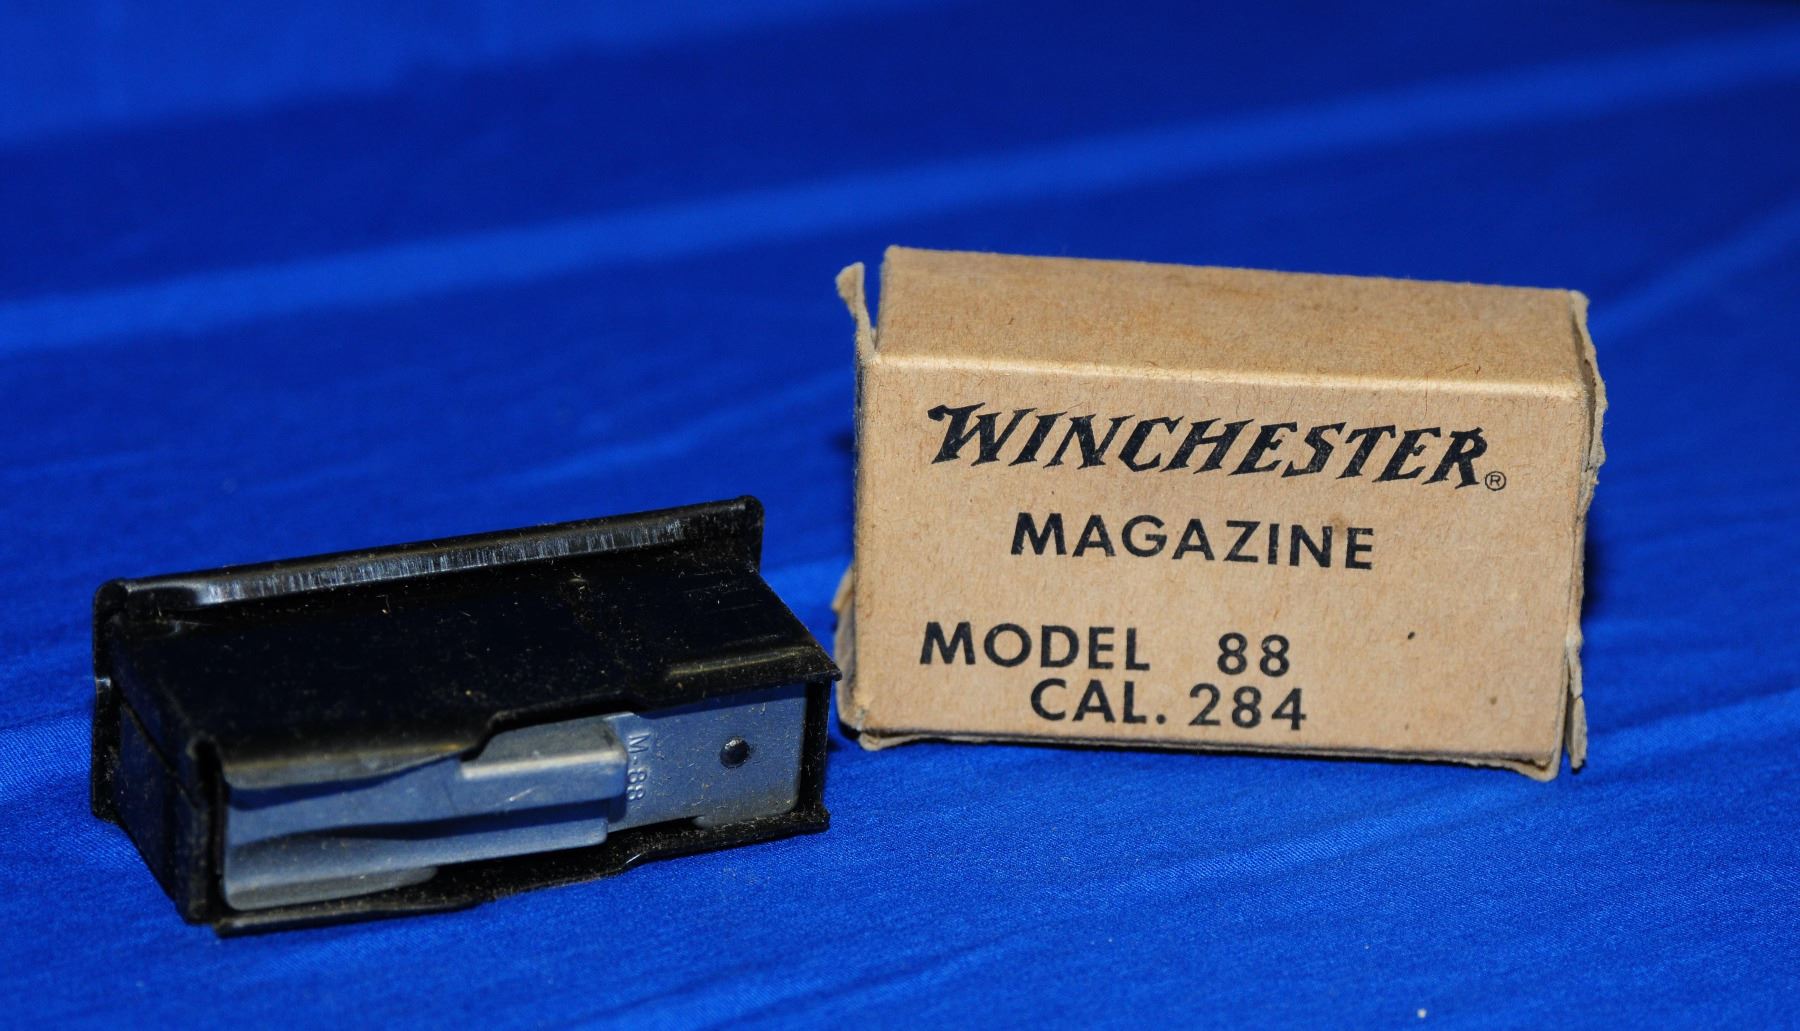 WINCHESTER®
MAGAZINE
MODEL 88
CAL. 284
M-88